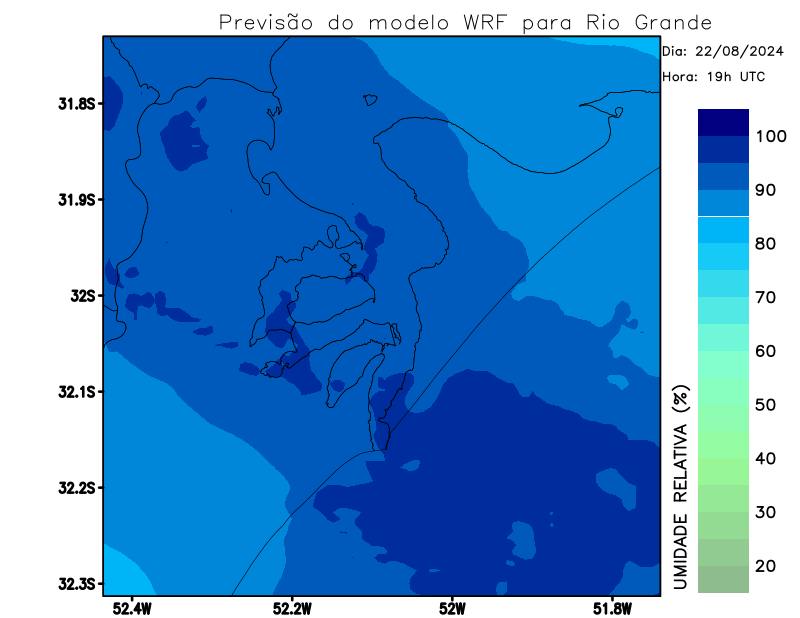 Previsão do modelo WRF para Rio Grande
Dia: 22/08/2024
Hora: 19h UTC
31.8S
31.9S
32S
32.1S
32.2S
32.3S
52.4W
52.2W
52W
51.8W
UMIDADE RELATIVA (%)
100
90
80
70
60
50
40
30
20